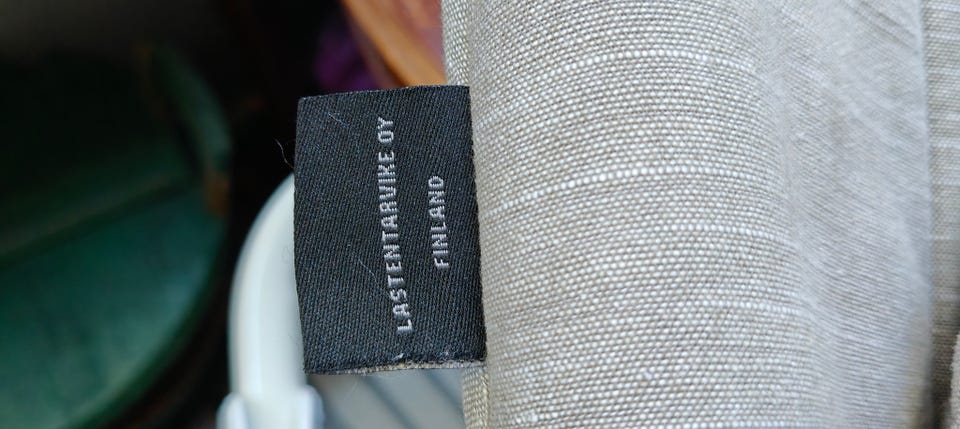 LASTENTARVIKE OY
FINLAND